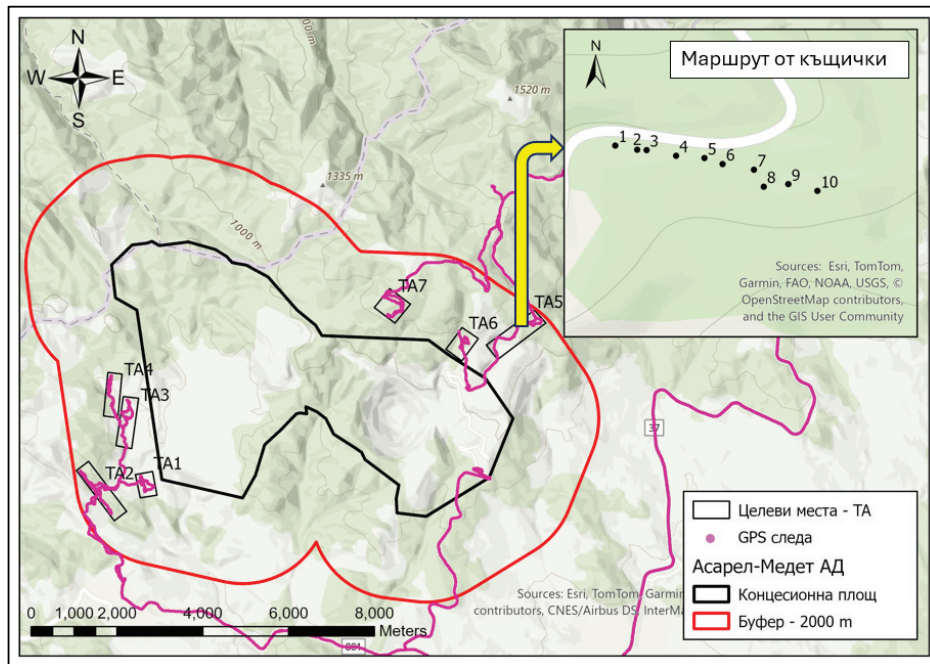 N
W E
S
1520 m
1335 m
1000 m
Маршрут от къщички
N
1 2 3 4 5 6 7 8 9 10
Sources: Esri, TomTom,
Garmin, FAO, NOAA, USGS, ©
OpenStreetMap contributors,
and the GIS User Community
TA7
TA5
TA6
TA4
TA3
TA1
TA2
37
801
Целеви места - ТА
GPS следа
Асарел-Медет АД
Концесионна площ
Буфер - 2000 m
Sources: Esri, TomTom, Garmin
contributors, CNES/Airbus DS, InterMa
0 1,000 2,000 4,000 6,000 8,000
Meters